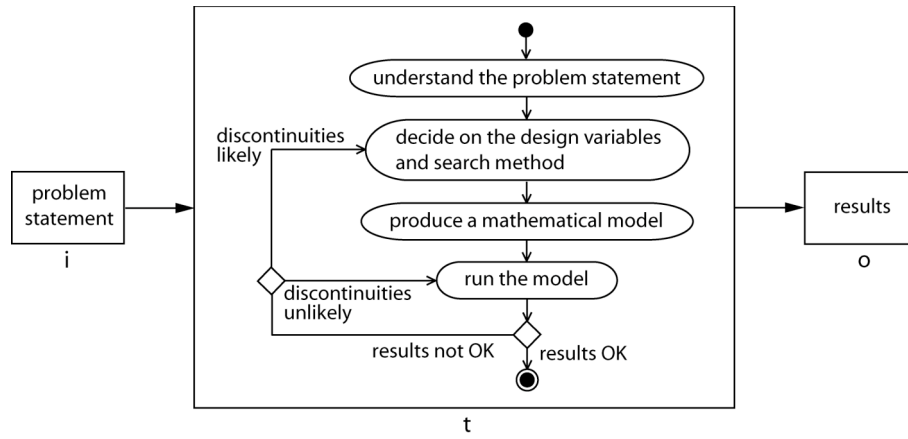 understand the problem statement
discontinuities
likely
decide on the design variables
and search method
problem
statement
i
produce a mathematical model
results
o
run the model
discontinuities
unlikely
results not OK
results OK
t